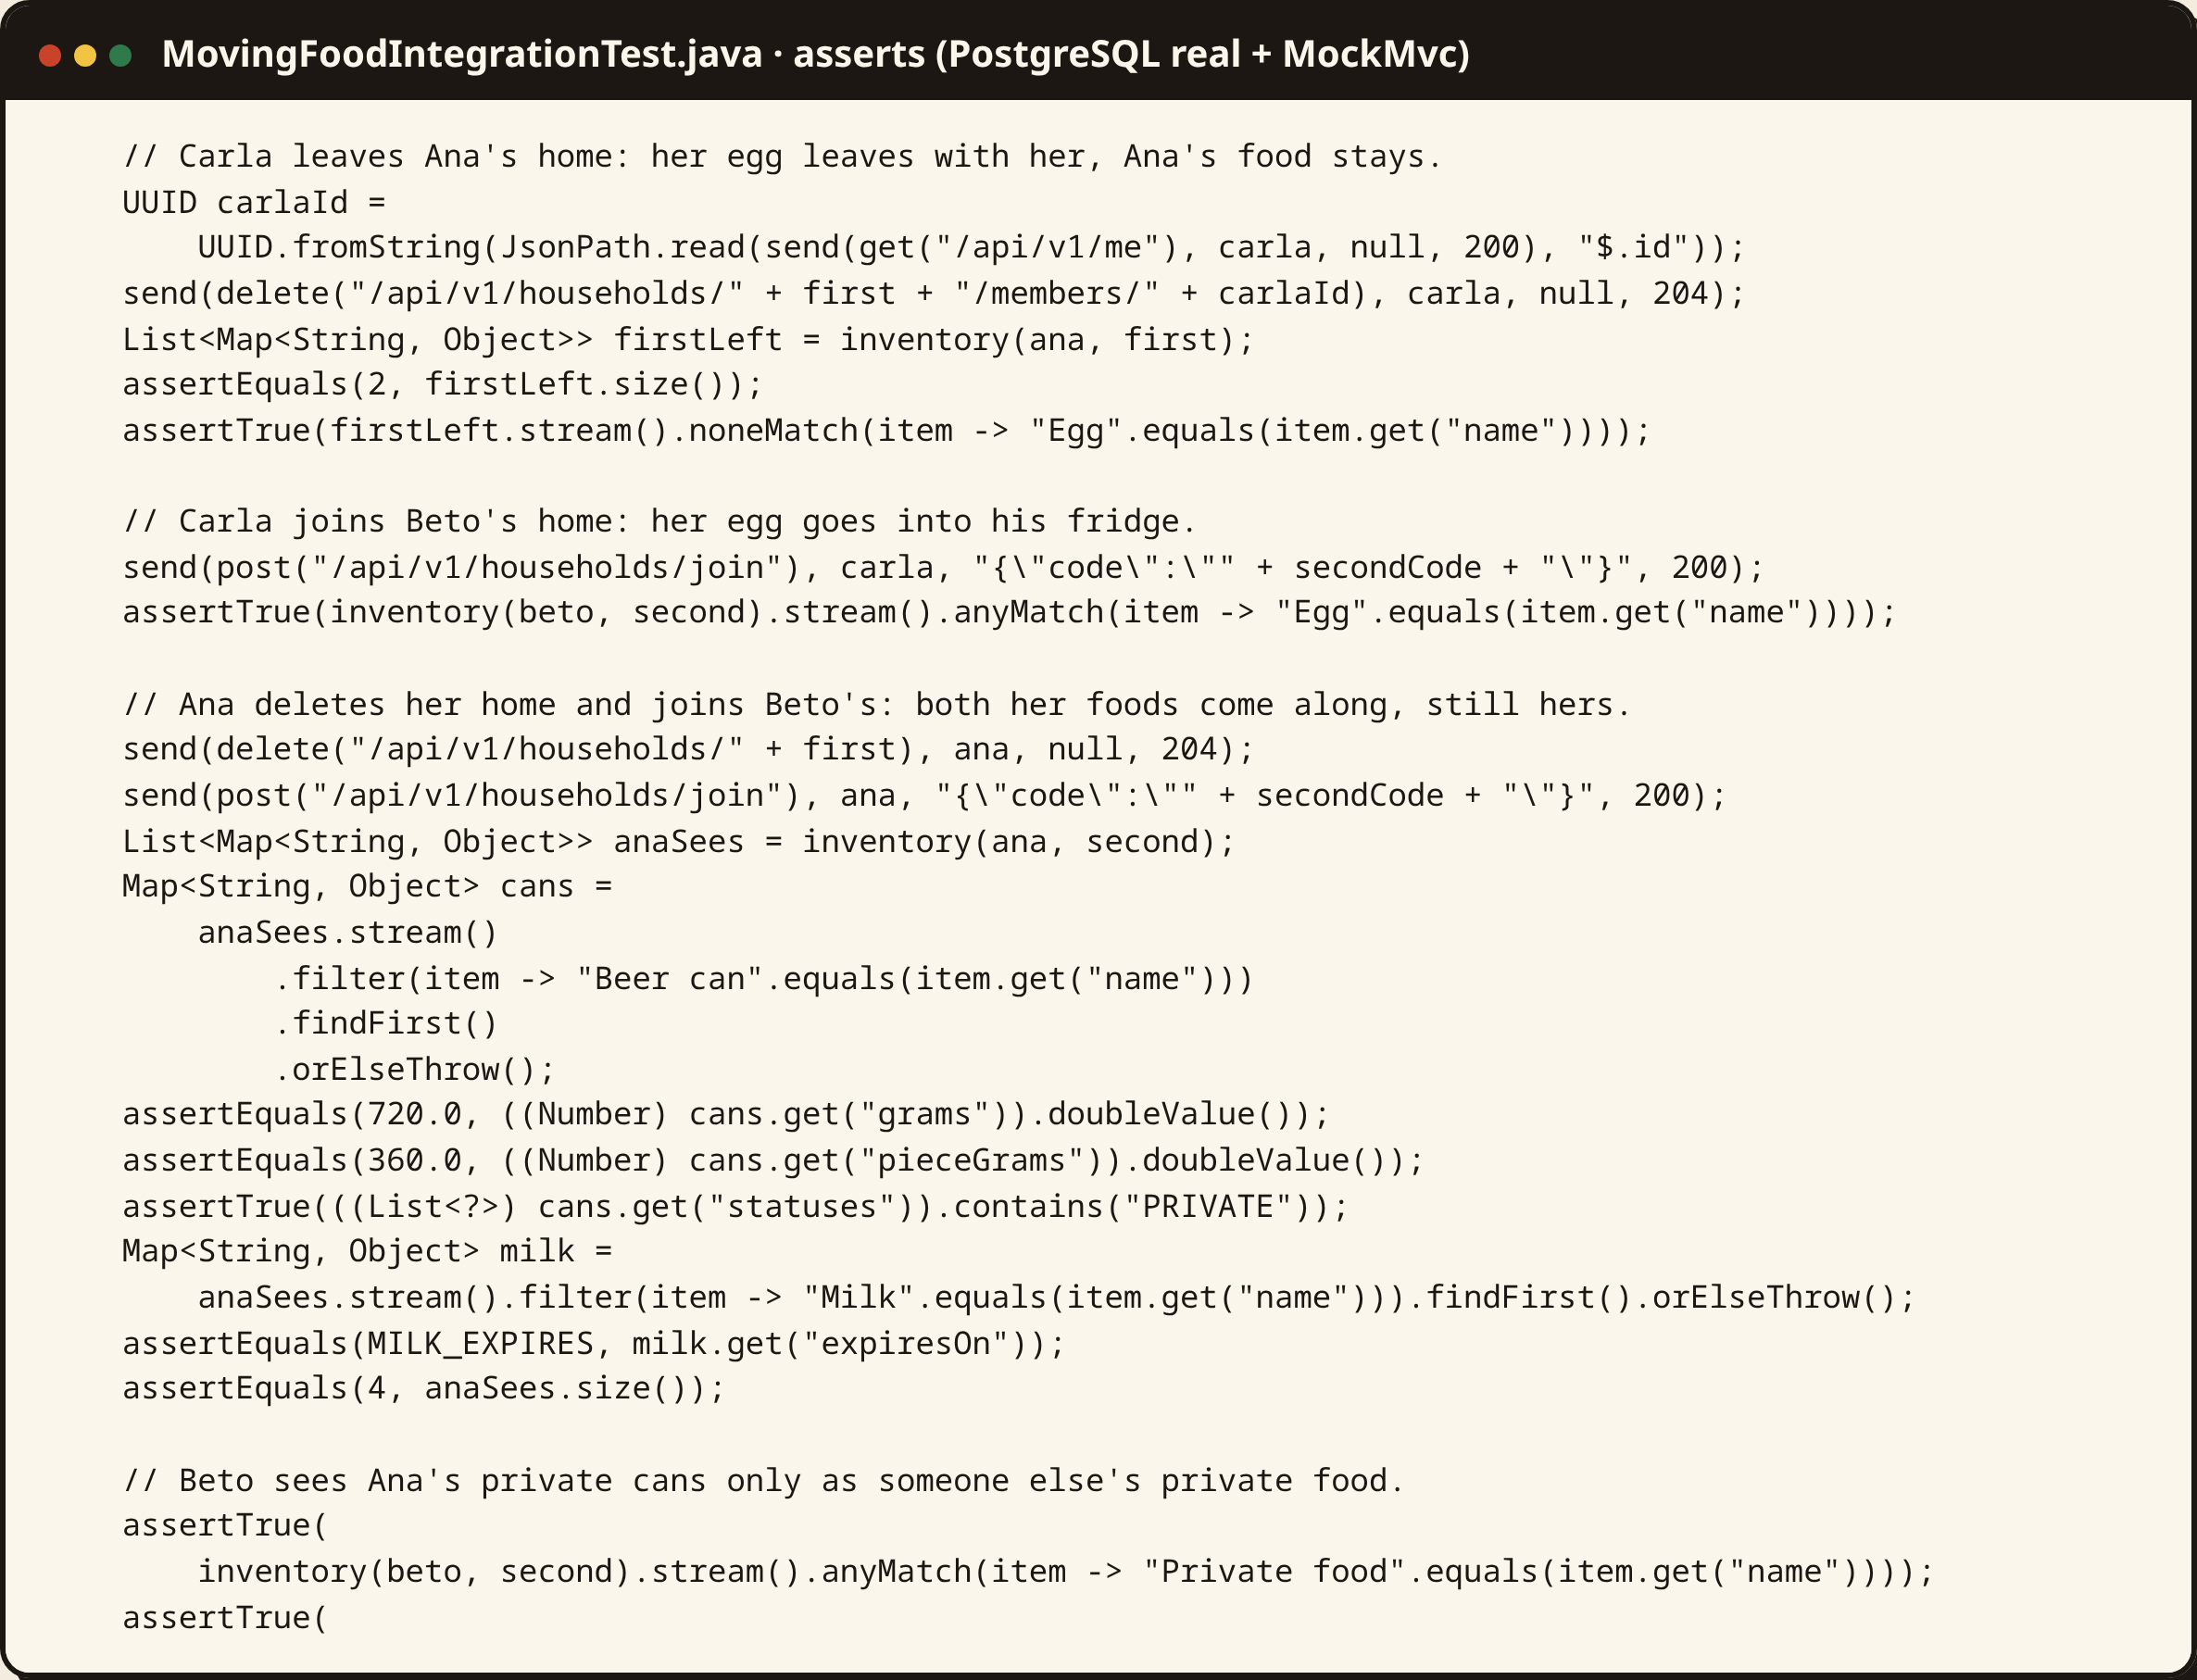 MovingFoodIntegrationTest.java · asserts (PostgreSQL real + MockMvc)
// Carla leaves Ana's home: her egg leaves with her, Ana's food stays.
UUID carlaId =
    UUID.fromString(JsonPath.read(send(get("/api/v1/me"), carla, null, 200), "$.id"));
send(delete("/api/v1/households/" + first + "/members/" + carlaId), carla, null, 204);
List<Map<String, Object>> firstLeft = inventory(ana, first);
assertEquals(2, firstLeft.size());
assertTrue(firstLeft.stream().noneMatch(item -> "Egg".equals(item.get("name"))));

// Carla joins Beto's home: her egg goes into his fridge.
send(post("/api/v1/households/join"), carla, "{\"code\":\"" + secondCode + "\"}", 200);
assertTrue(inventory(beto, second).stream().anyMatch(item -> "Egg".equals(item.get("name"))));

// Ana deletes her home and joins Beto's: both her foods come along, still hers.
send(delete("/api/v1/households/" + first), ana, null, 204);
send(post("/api/v1/households/join"), ana, "{\"code\":\"" + secondCode + "\"}", 200);
List<Map<String, Object>> anaSees = inventory(ana, second);
Map<String, Object> cans =
    anaSees.stream()
        .filter(item -> "Beer can".equals(item.get("name")))
        .findFirst()
        .orElseThrow();
assertEquals(720.0, ((Number) cans.get("grams")).doubleValue());
assertEquals(360.0, ((Number) cans.get("pieceGrams")).doubleValue());
assertTrue(((List<?>) cans.get("statuses")).contains("PRIVATE"));
Map<String, Object> milk =
    anaSees.stream().filter(item -> "Milk".equals(item.get("name"))).findFirst().orElseThrow();
assertEquals(MILK_EXPIRES, milk.get("expiresOn"));
assertEquals(4, anaSees.size());

// Beto sees Ana's private cans only as someone else's private food.
assertTrue(
    inventory(beto, second).stream().anyMatch(item -> "Private food".equals(item.get("name"))));
assertTrue(